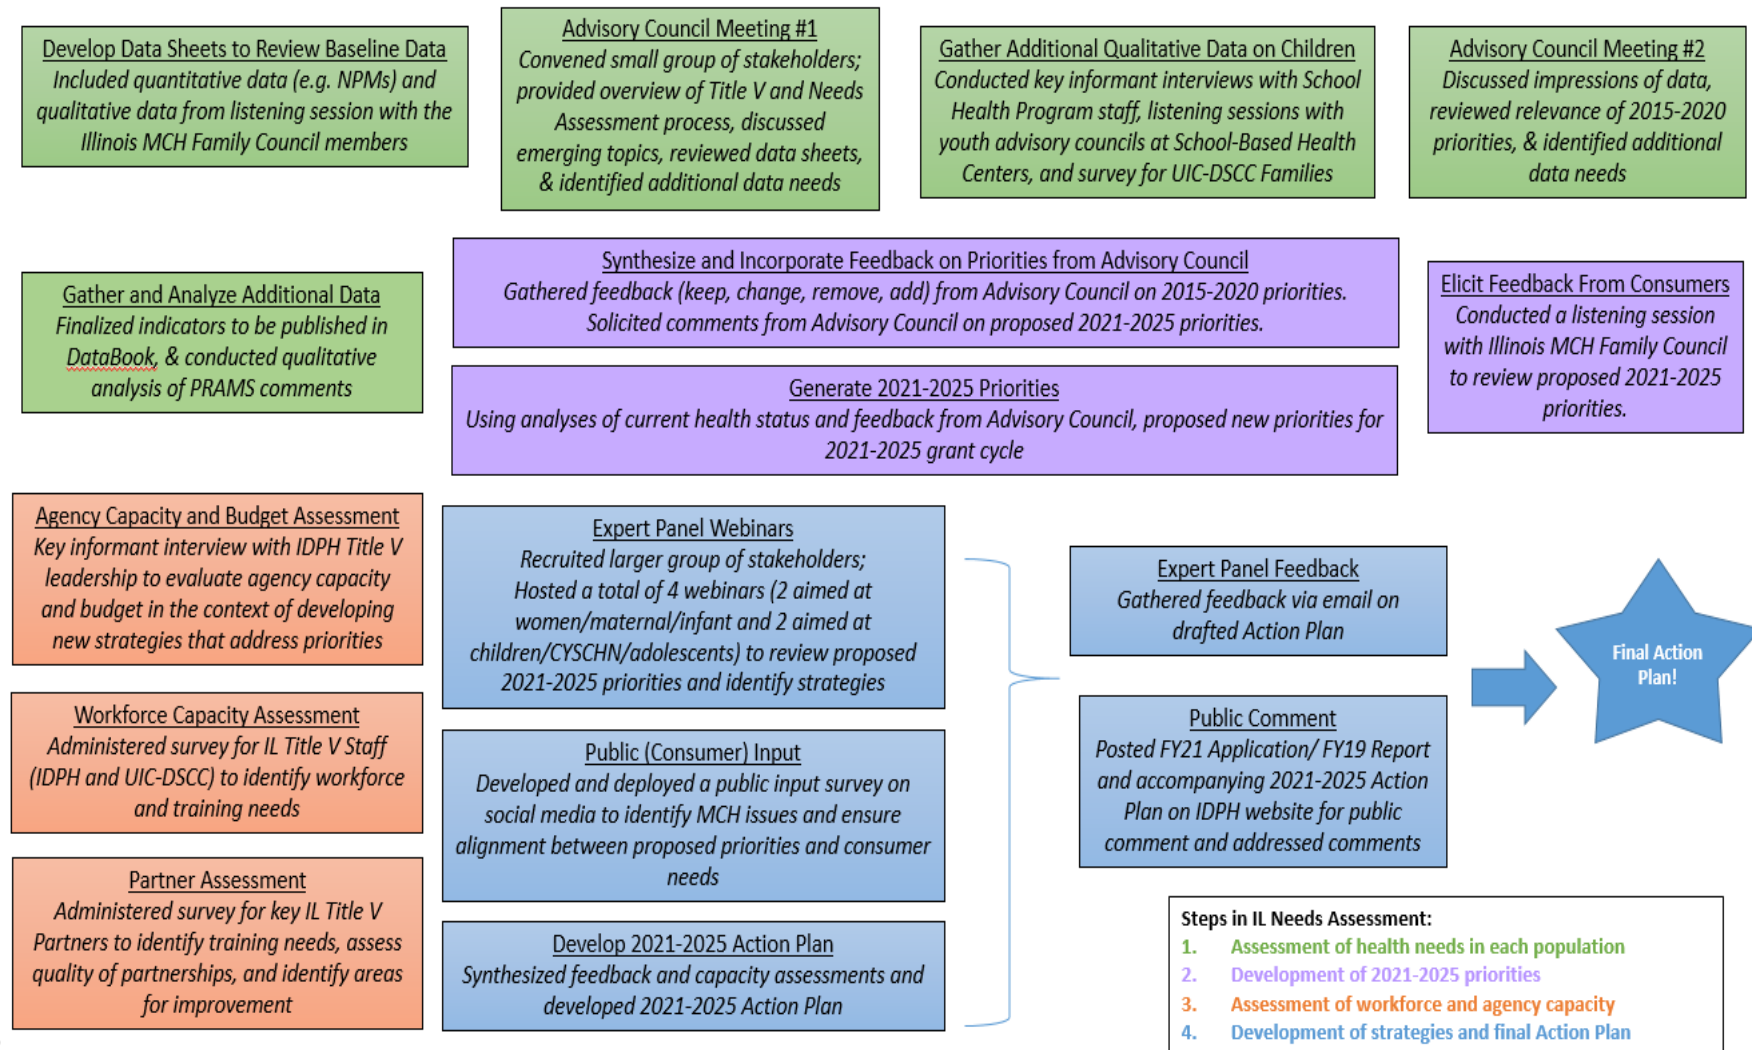 Develop Data Sheets to Review Baseline Data
Included quantitative data (e.g. NPMs) and
qualitative data from listening session with the
Illinois MCH Family Council members
Advisory Council Meeting #1
Convened small group of stakeholders;
provided overview of Title V and Needs
Assessment process, discussed
emerging topics, reviewed data sheets,
& identified additional data needs
Gather Additional Qualitative Data on Children
Conducted key informant interviews with School
Health Program staff, listening sessions with
youth advisory councils at School-Based Health
Centers, and survey for UIC-DSCC Families
Advisory Council Meeting #2
Discussed impressions of data,
reviewed relevance of 2015-2020
priorities, & identified additional
data needs
Gather and Analyze Additional Data
Finalized indicators to be published in
DataBook, & conducted qualitative
analysis of PRAMS comments
Synthesize and Incorporate Feedback on Priorities from Advisory Council
Gathered feedback (keep, change, remove, add) from Advisory Council on 2015-2020 priorities.
Solicited comments from Advisory Council on proposed 2021-2025 priorities.
Generate 2021-2025 Priorities
Using analyses of current health status and feedback from Advisory Council, proposed new priorities for
2021-2025 grant cycle
Elicit Feedback From Consumers
Conducted a listening session
with Illinois MCH Family Council
to review proposed 2021-2025
priorities.
Agency Capacity and Budget Assessment
Key informant interview with IDPH Title V
leadership to evaluate agency capacity
and budget in the context of developing
new strategies that address priorities
Workforce Capacity Assessment
Administered survey for IL Title V Staff
(IDPH and UIC-DSCC) to identify workforce
and training needs
Partner Assessment
Administered survey for key IL Title V
Partners to identify training needs, assess
quality of partnerships, and identify areas
for improvement
Expert Panel Webinars
Recruited larger group of stakeholders;
Hosted a total of 4 webinars (2 aimed at
women/maternal/infant and 2 aimed at
children/CYSCHN/adolescents) to review proposed
2021-2025 priorities and identify strategies
Public (Consumer) Input
Developed and deployed a public input survey on
social media to identify MCH issues and ensure
alignment between proposed priorities and consumer
needs
Develop 2021-2025 Action Plan
Synthesized feedback and capacity assessments and
developed 2021-2025 Action Plan
Expert Panel Feedback
Gathered feedback via email on
drafted Action Plan
Public Comment
Posted FY21 Application/ FY19 Report
and accompanying 2021-2025 Action
Plan on IDPH website for public
comment and addressed comments
Final Action
Plan!
Steps in IL Needs Assessment:
1. Assessment of health needs in each population
2. Development of 2021-2025 priorities
3. Assessment of workforce and agency capacity
4. Development of strategies and final Action Plan